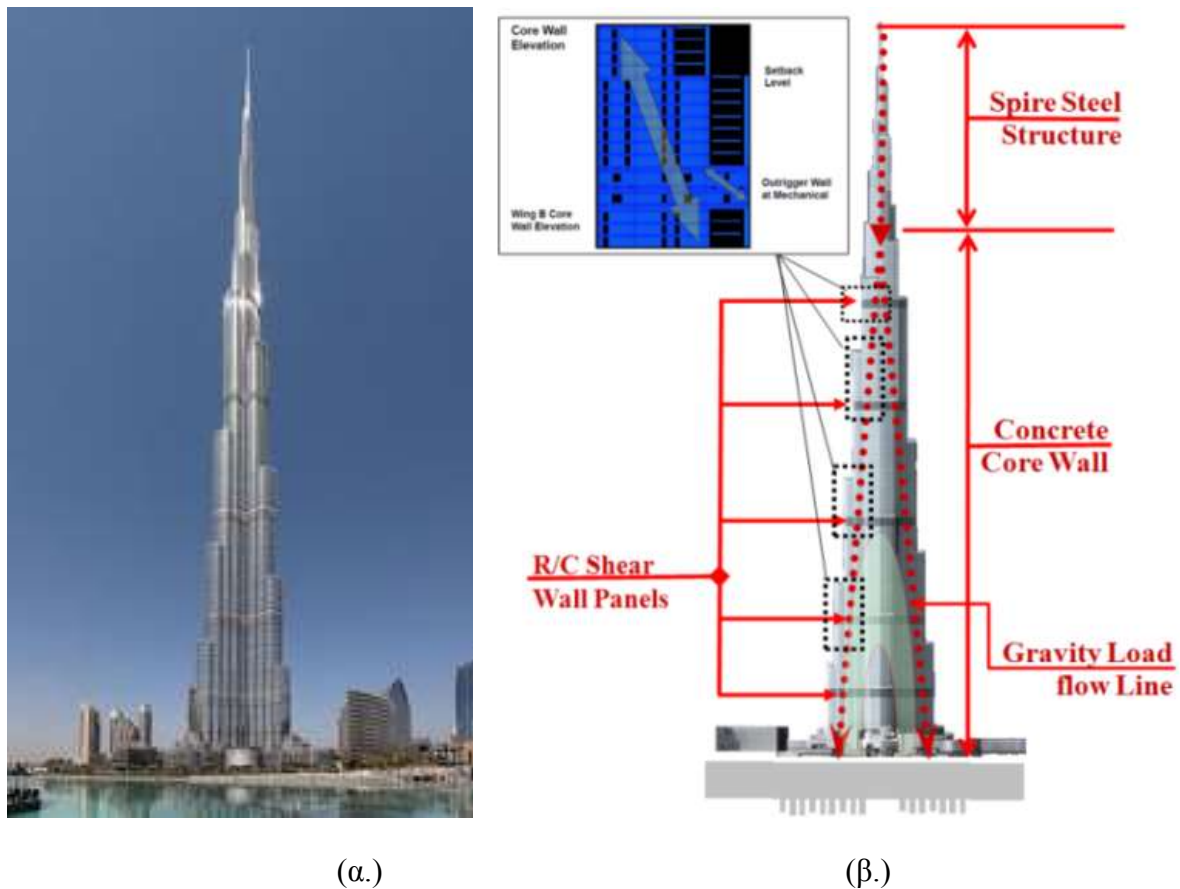 Core Wall
Elevation
Setback
Level
Outrigger Wall
at Mechanical
Wing B Core
Wall Elevation
Spire Steel
Structure
Concrete
Core Wall
R/C Shear
Wall Panels
Gravity Load
flow Line
(α.)
(β.)